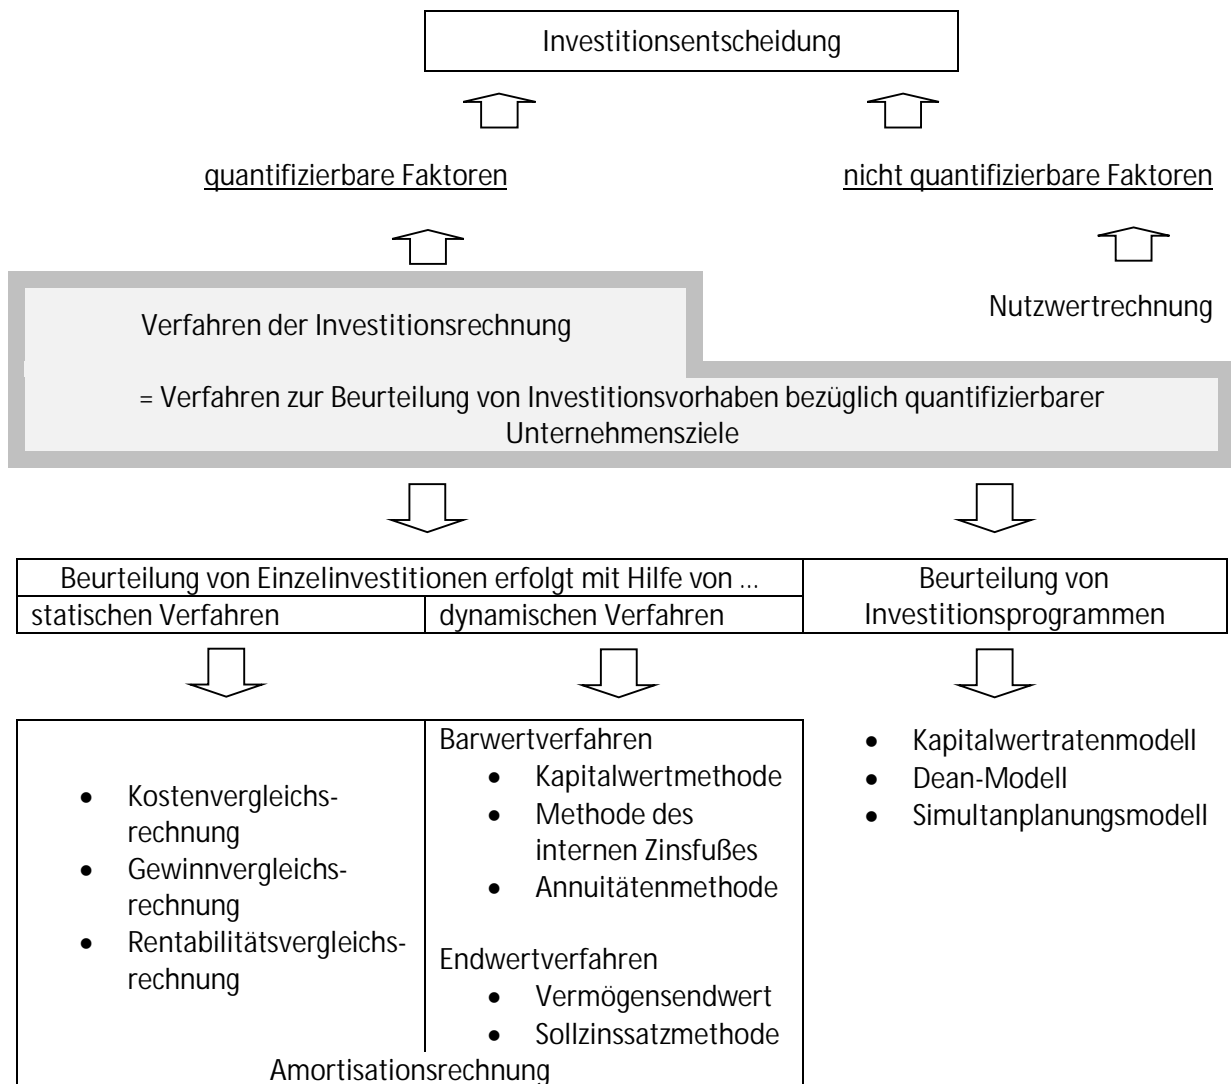 Investitionsentscheidung
quantifizierbare Faktoren
nicht quantifizierbare Faktoren
Nutzwertrechnung
Verfahren der Investitionsrechnung
= Verfahren zur Beurteilung von Investitionsvorhaben bezüglich quantifizierbarer
Unternehmensziele
Beurteilung von Einzelinvestitionen erfolgt mit Hilfe von ...
statischen Verfahren
dynamischen Verfahren
Beurteilung von
Investitionsprogrammen
• Kostenvergleichs-
rechnung
• Gewinnvergleichs-
rechnung
• Rentabilitätsvergleichs-
rechnung
Barwertverfahren
• Kapitalwertmethode
• Methode des
internen Zinsfußes
• Annuitätenmethode
Endwertverfahren
• Vermögensendwert
• Sollzinssatzmethode
Amortisationsrechnung
• Kapitalwertratenmodell
• Dean-Modell
• Simultanplanungsmodell